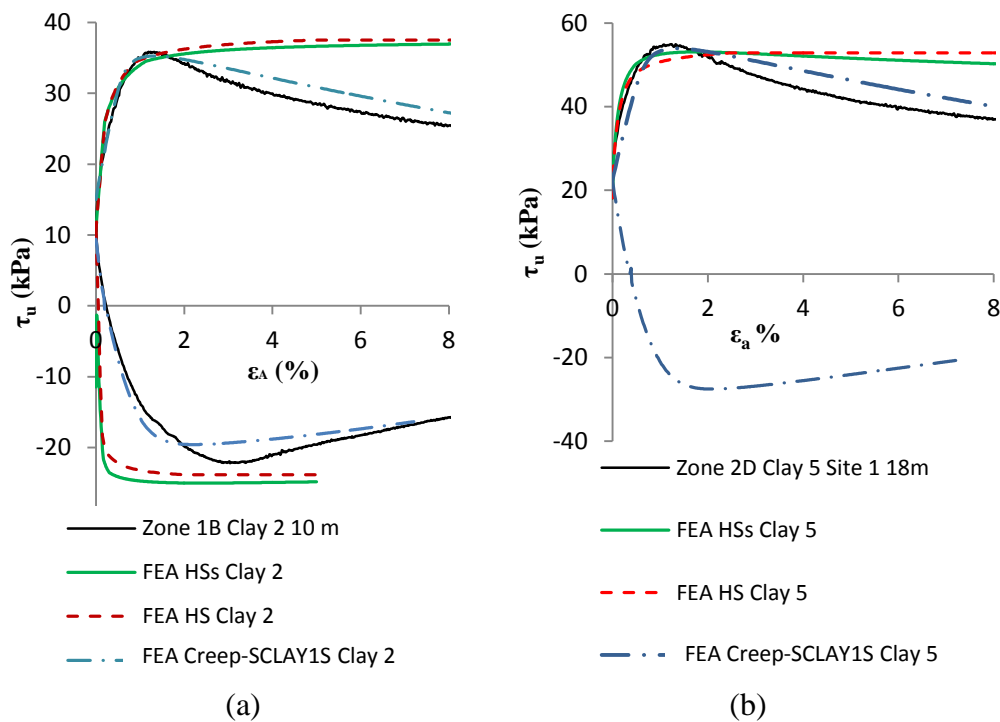 40
30
20
10
0
-10
-20
τu (kPa)
0 2 4 6 8
εA (%)
Zone 1B Clay 2 10 m
FEA HSs Clay 2
FEA HS Clay 2
FEA Creep-SCLAY1S Clay 2
(a)
60
40
20
0
-20
-40
τu (kPa)
0 2 4 6 8
εa %
Zone 2D Clay 5 Site 1 18m
FEA HSs Clay 5
FEA HS Clay 5
FEA Creep-SCLAY1S Clay 5
(b)